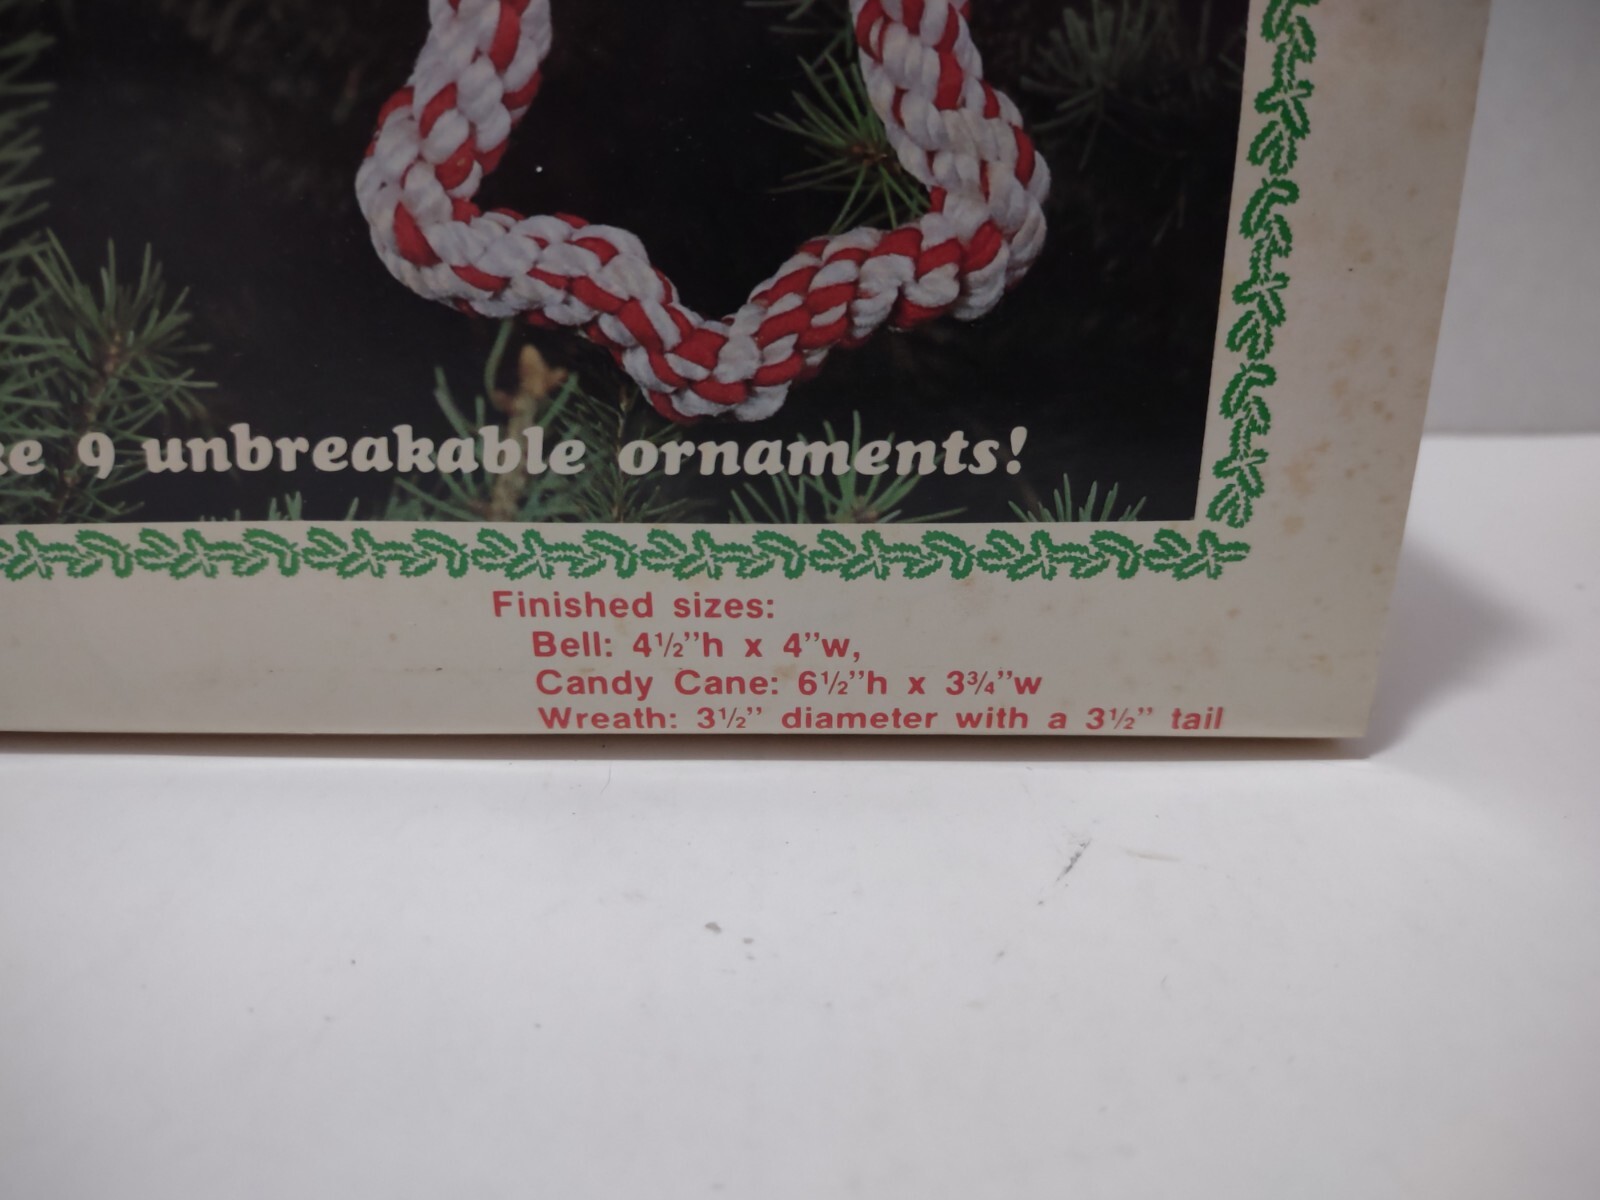 ke 9 unbreakable ornaments!
Finished sizes:
Bell: 4½"h x 4"w,
Candy Cane: 6½"h x 3¾"w
Wreath: 3½" diameter with a 3½" tail